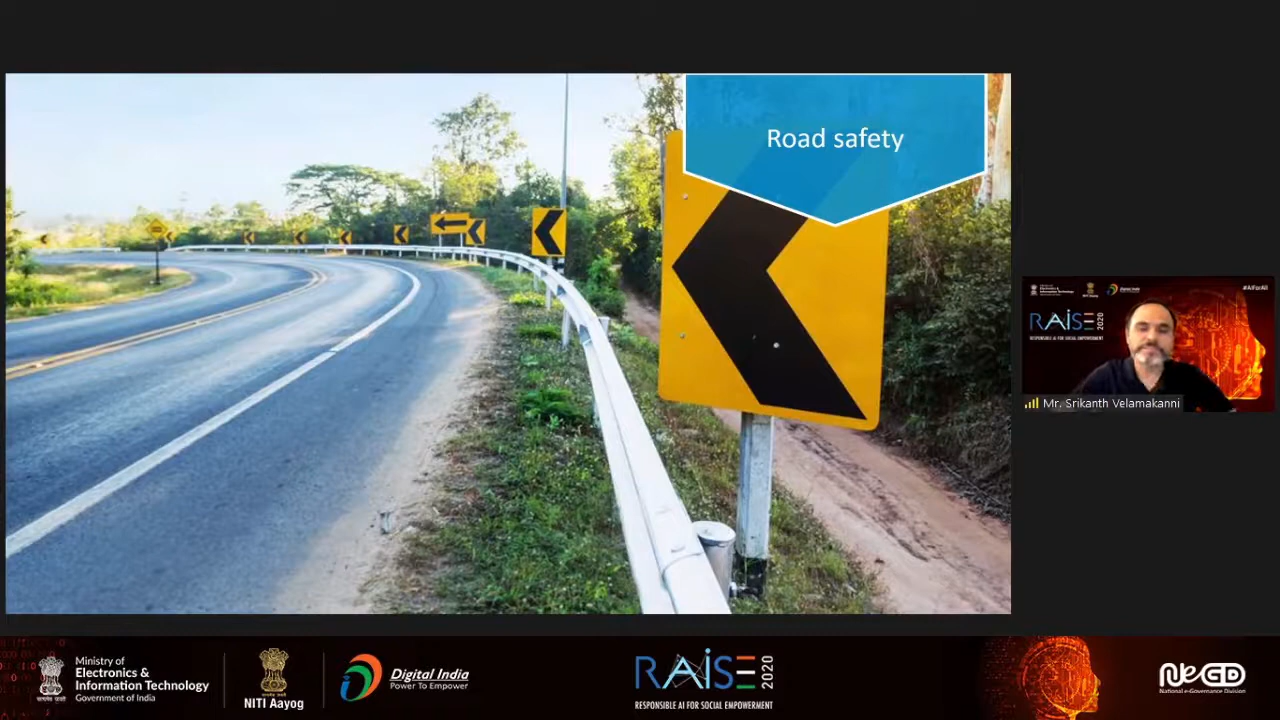 Road safety
#AIForAll
Digital India
RAISE 2020
RESPONSIBLE AI FOR SOCIAL EMPOWERMENT
Mr. Srikanth Velamakanni
Ministry of
Electronics &
Information Technology
Government of India
NITI Aayog
Digital India
Power To Empower
RAISE 2020
RESPONSIBLE AI FOR SOCIAL EMPOWERMENT
NeGD
National e-Governance Division